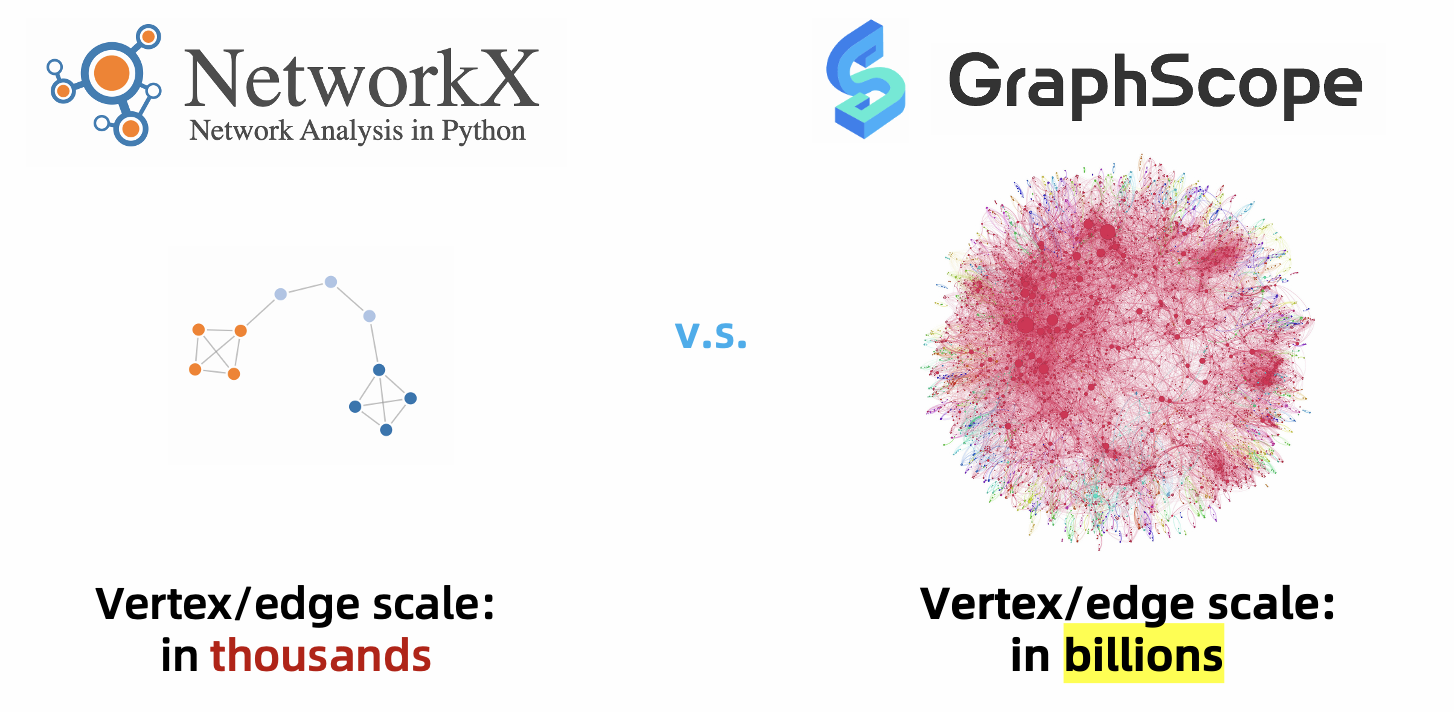 NetworkX
Network Analysis in Python
GraphScope
v.s.
Vertex/edge scale:
in thousands
Vertex/edge scale:
in billions